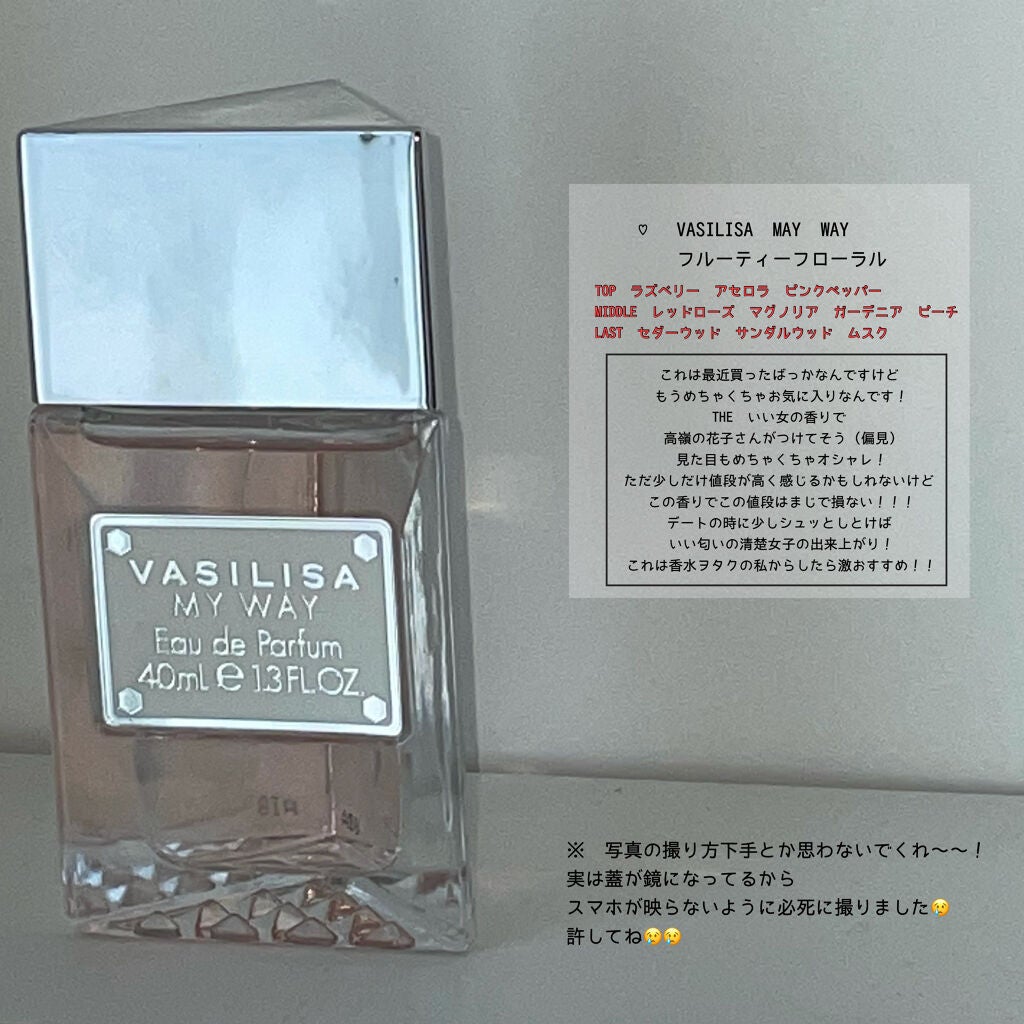 VASILISA
MY WAY
Eau de Parfum
40mL e 1.3 FL.OZ.
♡ VASILISA MAY WAY
フルーティーフローラル
TOP ラズベリー アセロラ ピンクペッパー
MIDDLE レッドローズ マグノリア ガーデニア ピーチ
LAST セダーウッド サンダルウッド ムスク
これは最近買ったばっかなんですけど
もうめちゃくちゃお気に入りなんです！
THE いい女の香りで
高嶺の花子さんがつけてそう（偏見）
見た目もめちゃくちゃオシャレ！
ただ少しだけ値段が高く感じるかもしれないけど
この香りでこの値段はまじで損ない！！！
デートの時に少しシュッとしとけば
いい匂いの清楚女子の出来上がり！
これは香水ヲタクの私からしたら激おすすめ！！
※ 写真の撮り方下手とか思わないでくれ〜〜！
実は蓋が鏡になってるから
スマホが映らないように必死に撮りました😢
許してね😢😢